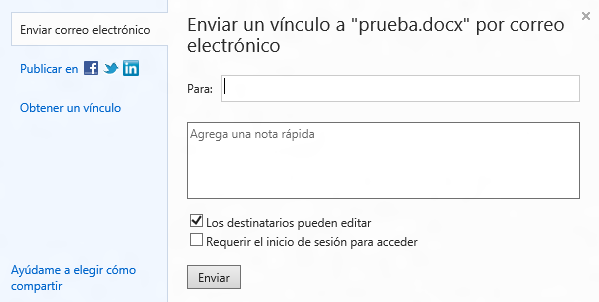 Enviar correo electrónico
Publicar en
Obtener un vínculo
Ayúdame a elegir cómo
compartir
Enviar un vínculo a "prueba.docx" por correo
electrónico
Para:
Agrega una nota rápida
Los destinatarios pueden editar
Requerir el inicio de sesión para acceder
Enviar